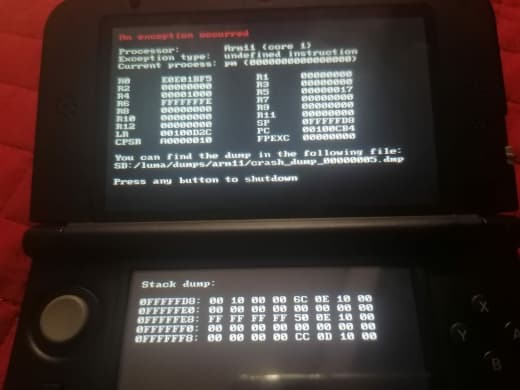 An exception occurred
Processor: Arm11 (core 1)
Exception type: undefined instruction
Current process: pm (0000000000000000)
R0 E0E01BF5 R1 00000000
R2 00000000 R3 00000000
R4 00001000 R5 00000017
R6 FFFFFFFE R7 00000000
R8 00000000 R9 00000000
R10 00000000 R11 00000000
R12 00000000 SP 0FFFFFD8
LR 00100D2C PC 00100CB4
CPSR A0000010 FPEXC 00000000
You can find the dump in the following file:
SD:/luma/dumps/arm11/crash_dump_00000005.dmp
Press any button to shutdown
Stack dump:
0FFFFFD8: 00 10 00 00 6C 0E 10 00
0FFFFFE0: 00 00 00 00 00 00 00 00
0FFFFFE8: FF FF FF FF 50 0E 10 00
0FFFFFF0: 00 00 00 00 00 00 00 00
0FFFFFF8: 00 00 00 00 CC 0D 10 00
X
Y
A
B